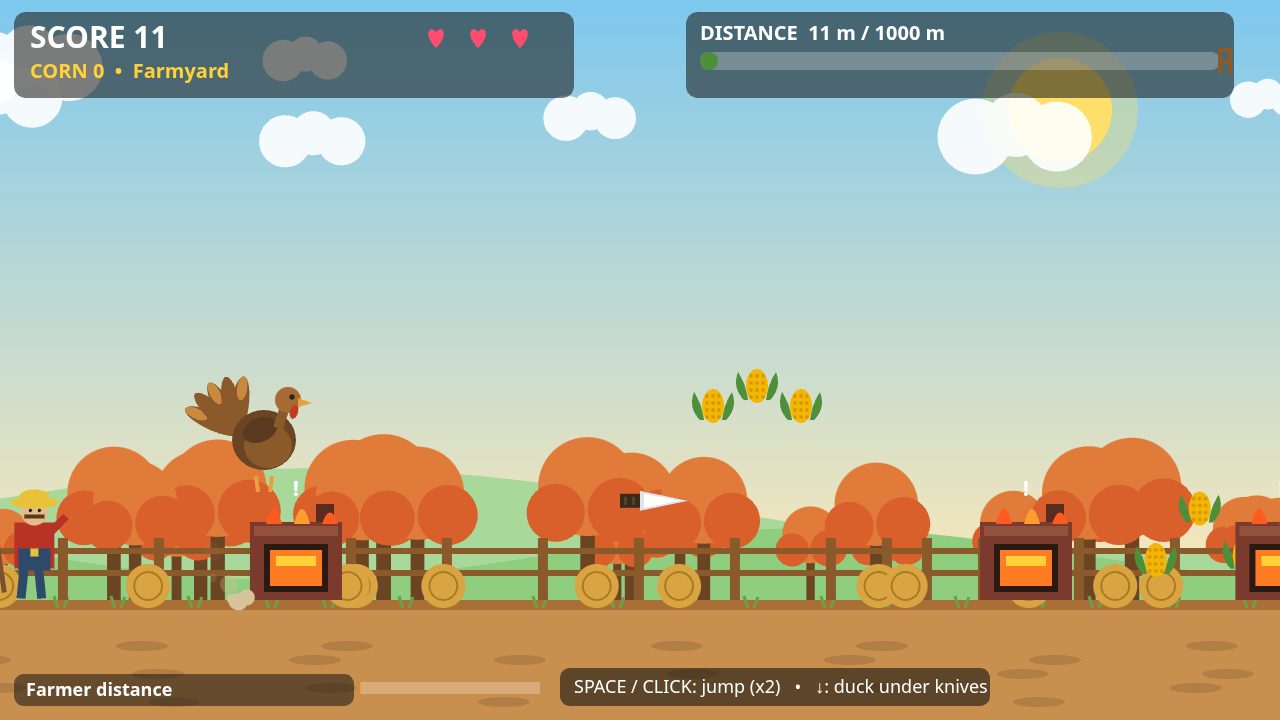 SCORE 11
CORN 0 • Farmyard
DISTANCE 11 m / 1000 m
!
!
Farmer distance
SPACE / CLICK: jump (x2) • ↓: duck under knives